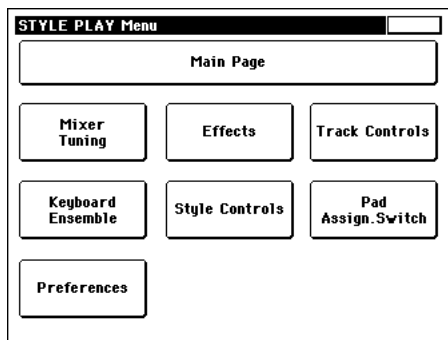 STYLE PLAY Menu
Main Page
Mixer
Tuning
Effects
Track Controls
Keyboard
Ensemble
Style Controls
Pad
Assign.Switch
Preferences